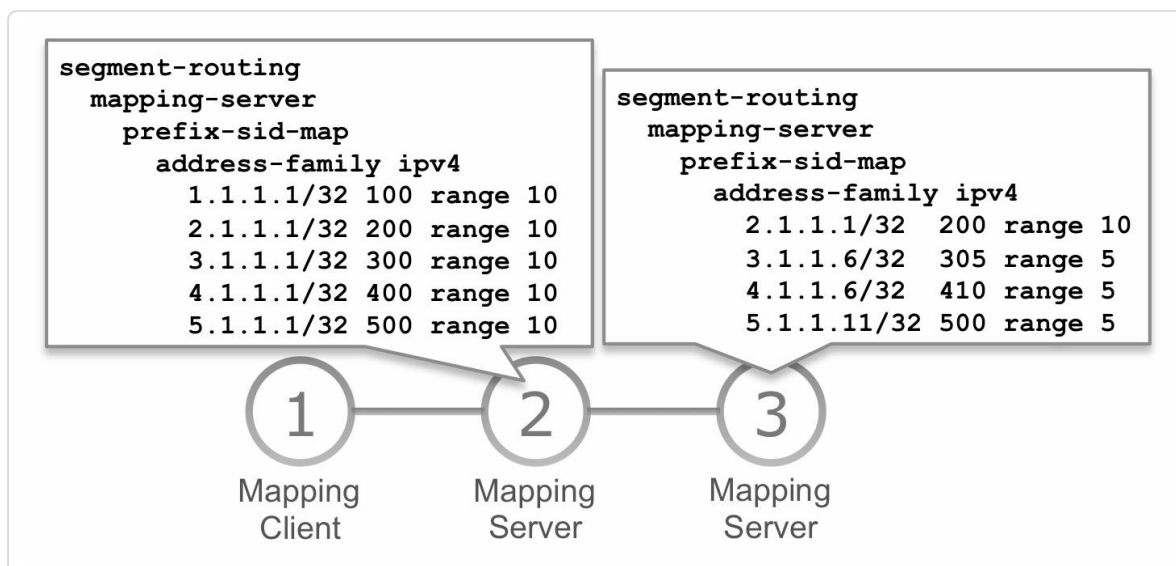 segment-routing
mapping-server
prefix-sid-map
address-family ipv4
1.1.1.1/32 100 range 10
2.1.1.1/32 200 range 10
3.1.1.1/32 300 range 10
4.1.1.1/32 400 range 10
5.1.1.1/32 500 range 10
segment-routing
mapping-server
prefix-sid-map
address-family ipv4
2.1.1.1/32 200 range 10
3.1.1.6/32 305 range 5
4.1.1.6/32 410 range 5
5.1.1.11/32 500 range 5
1
2
3
Mapping
Client
Mapping
Server
Mapping
Server